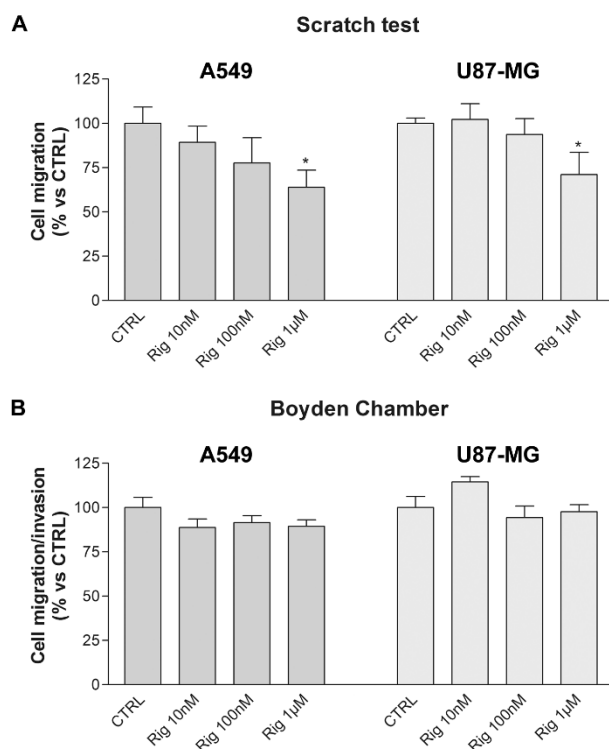 A
Scratch test
A549
U87-MG
Cell migration
(% vs CTRL)
125
100
75
50
25
0
*
*
CTRL
Rig 10nM
Rig 100nM
Rig 1µM
CTRL
Rig 10nM
Rig 100nM
Rig 1µM
B
Boyden Chamber
A549
U87-MG
Cell migration/invasion
(% vs CTRL)
125
100
75
50
25
0
CTRL
Rig 10nM
Rig 100nM
Rig 1µM
CTRL
Rig 10nM
Rig 100nM
Rig 1µM